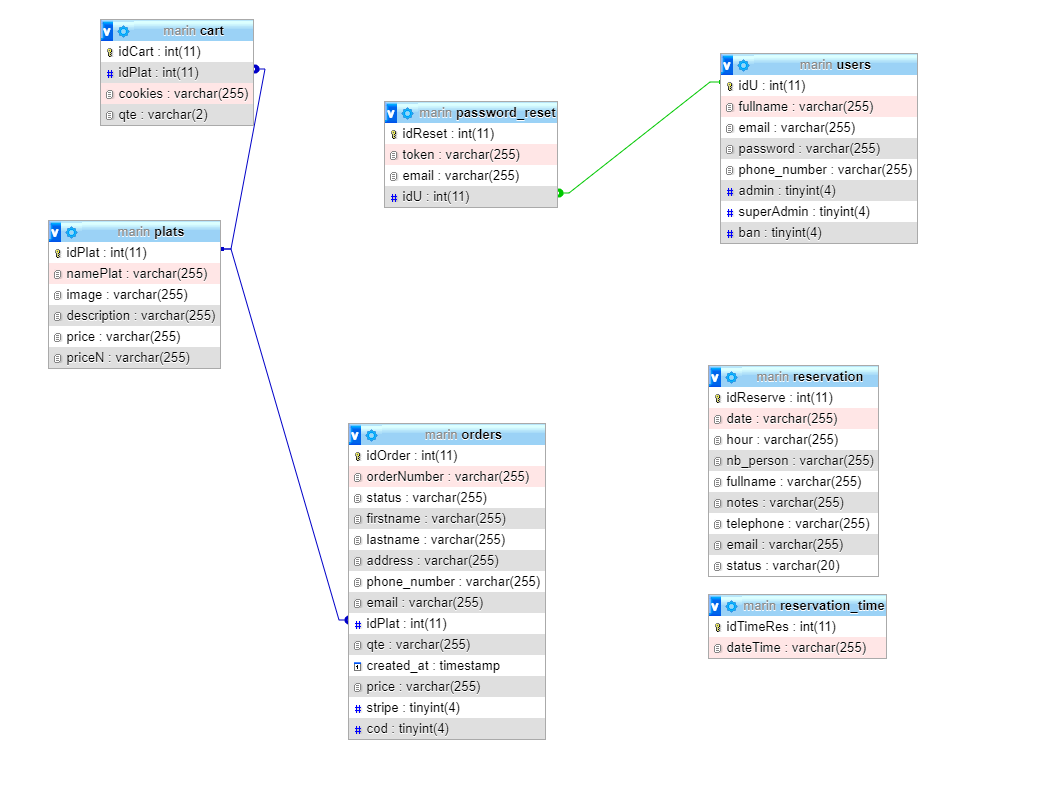 v marin cart
idCart : int(11)
# idPlat : int(11)
cookies : varchar(255)
qte : varchar(2)
v marin password_reset
idReset : int(11)
token : varchar(255)
email : varchar(255)
# idU : int(11)
v marin users
idU : int(11)
fullname : varchar(255)
email : varchar(255)
password : varchar(255)
phone_number : varchar(255)
# admin : tinyint(4)
# superAdmin : tinyint(4)
# ban : tinyint(4)
v marin plats
idPlat : int(11)
namePlat : varchar(255)
image : varchar(255)
description : varchar(255)
price : varchar(255)
priceN : varchar(255)
v marin orders
idOrder : int(11)
orderNumber : varchar(255)
status : varchar(255)
firstname : varchar(255)
lastname : varchar(255)
address : varchar(255)
phone_number : varchar(255)
email : varchar(255)
# idPlat : int(11)
qte : varchar(255)
created_at : timestamp
price : varchar(255)
# stripe : tinyint(4)
# cod : tinyint(4)
v marin reservation
idReserve : int(11)
date : varchar(255)
hour : varchar(255)
nb_person : varchar(255)
fullname : varchar(255)
notes : varchar(255)
telephone : varchar(255)
email : varchar(255)
status : varchar(20)
v marin reservation_time
idTimeRes : int(11)
dateTime : varchar(255)